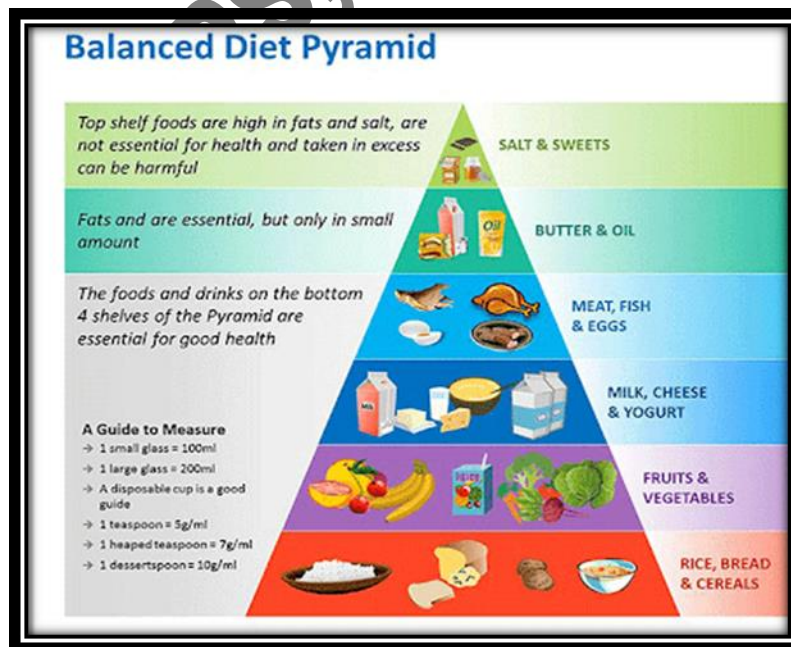 Balanced Diet Pyramid
Top shelf foods are high in fats and salt, are
not essential for health and taken in excess
can be harmful
SALT & SWEETS
Fats and are essential, but only in small
amount
Oil
BUTTER & OIL
The foods and drinks on the bottom
4 shelves of the Pyramid are
essential for good health
MEAT, FISH
& EGGS
MILK, CHEESE
& YOGURT
A Guide to Measure
→ 1 small glass = 100ml
→ 1 large glass = 200ml
→ A disposable cup is a good
guide
→ 1 teaspoon = 5g/ml
→ 1 heaped teaspoon = 7g/ml
→ 1 dessertspoon = 10g/ml
FRUITS &
VEGETABLES
RICE, BREAD
& CEREALS